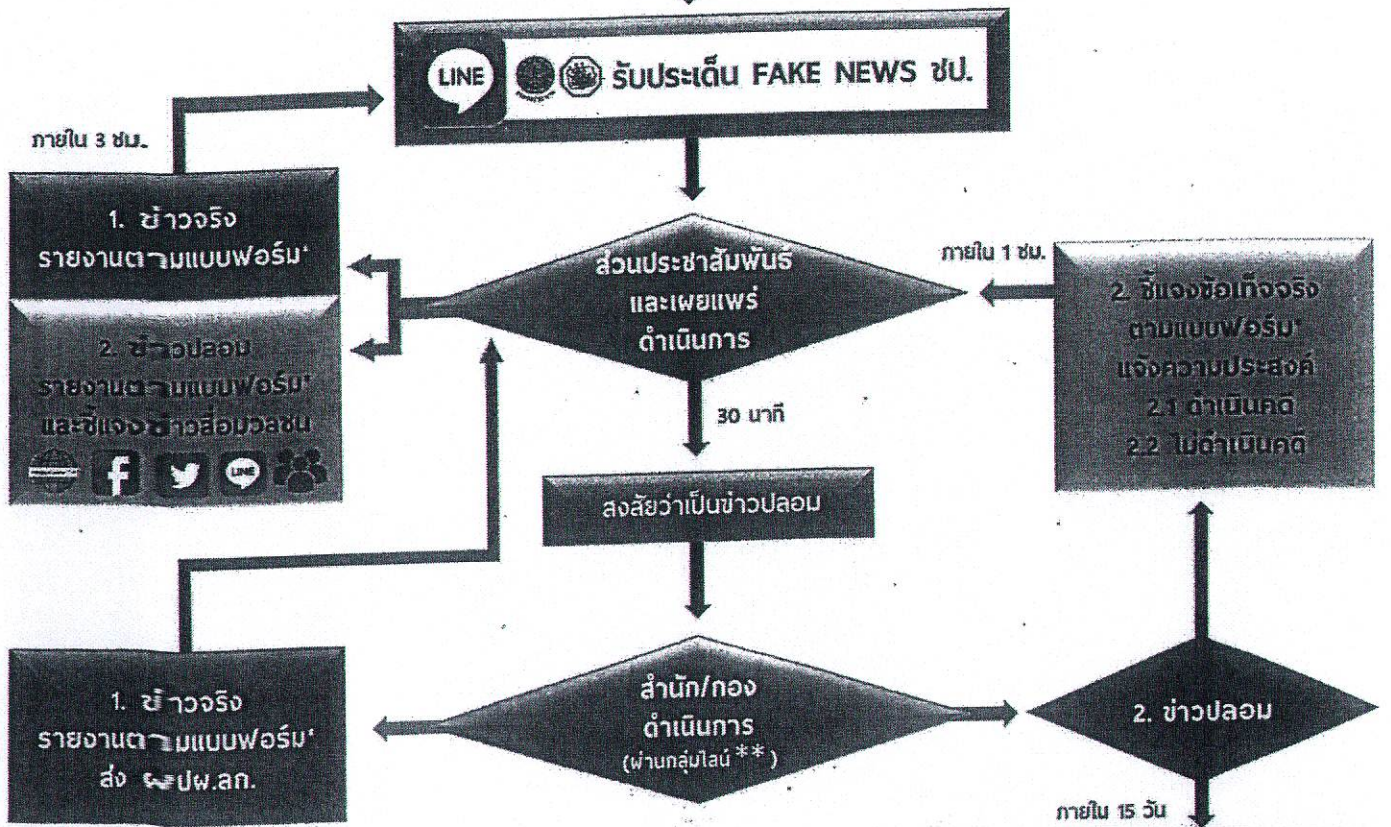 LINE
รับประเด็น FAKE NEWS ชป.
ภายใน 3 ชม.
1. ข่าวจริง
รายงานตามแบบฟอร์ม*
2. ข่าวปลอม
รายงานตามแบบฟอร์ม*
และชี้แจงข่าวสื่อมวลชน
LINE
ส่วนประชาสัมพันธ์
และเผยแพร่
ดำเนินการ
ภายใน 1 ชม.
2. ชี้แจงข้อเท็จจริง
ตามแบบฟอร์ม*
แจ้งความประสงค์
2.1 ดำเนินคดี
2.2 ไม่ดำเนินคดี
30 นาที
สงสัยว่าเป็นข่าวปลอม
1. ข่าวจริง
รายงานตามแบบฟอร์ม*
ส่ง
สำนัก/กอง
ดำเนินการ
(ผ่านกลุ่มไลน์ **)
2. ข่าวปลอม
ภายใน 15 วัน